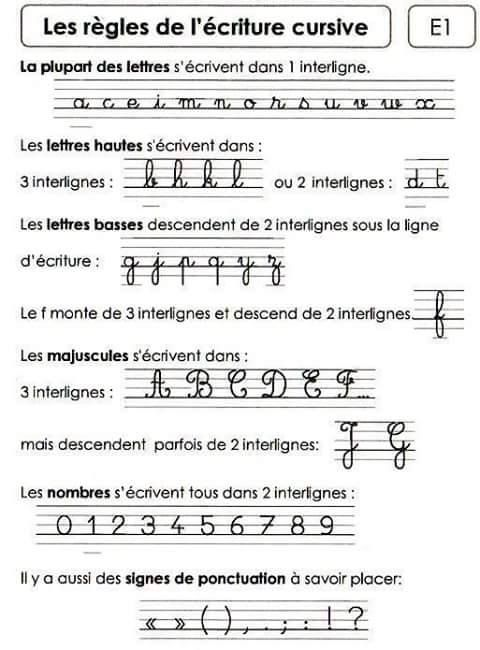 Les règles de l'écriture cursive
E1
La plupart des lettres s'écrivent dans 1 interligne.
a c e i m n o r s u v w x
Les lettres hautes s'écrivent dans :
3 interlignes : b h k l ou 2 interlignes : d t
Les lettres basses descendent de 2 interlignes sous la ligne
d'écriture : g j p q y z
Le f monte de 3 interlignes et descend de 2 interlignes. f
Les majuscules s'écrivent dans :
3 interlignes : A B C D E F...
mais descendent parfois de 2 interlignes: J G
Les nombres s'écrivent tous dans 2 interlignes :
0 1 2 3 4 5 6 7 8 9
Il y a aussi des signes de ponctuation à savoir placer:
« » ( ) , . ; : ! ?